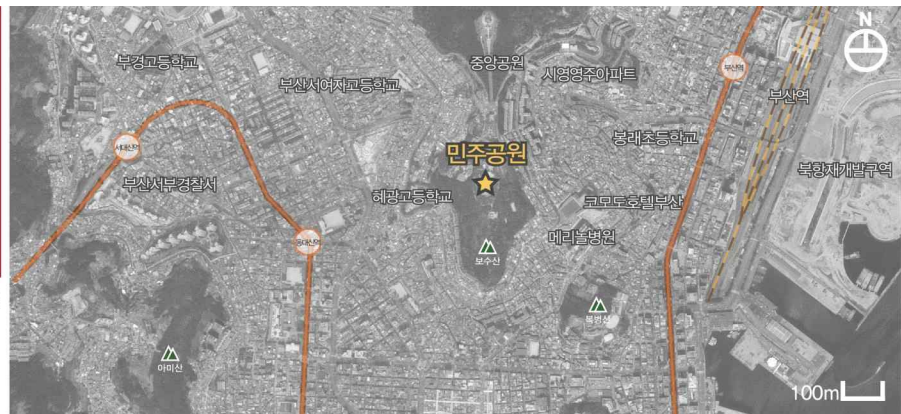 N
부경고등학교
부산서여자고등학교
중앙공원
시영영주아파트
부산역
부산역
서대신역
민주공원
봉래초등학교
북항재개발구역
부산서부경찰서
혜광고등학교
코모도호텔부산
동대신역
메리놀병원
보수산
복병산
아미산
100m